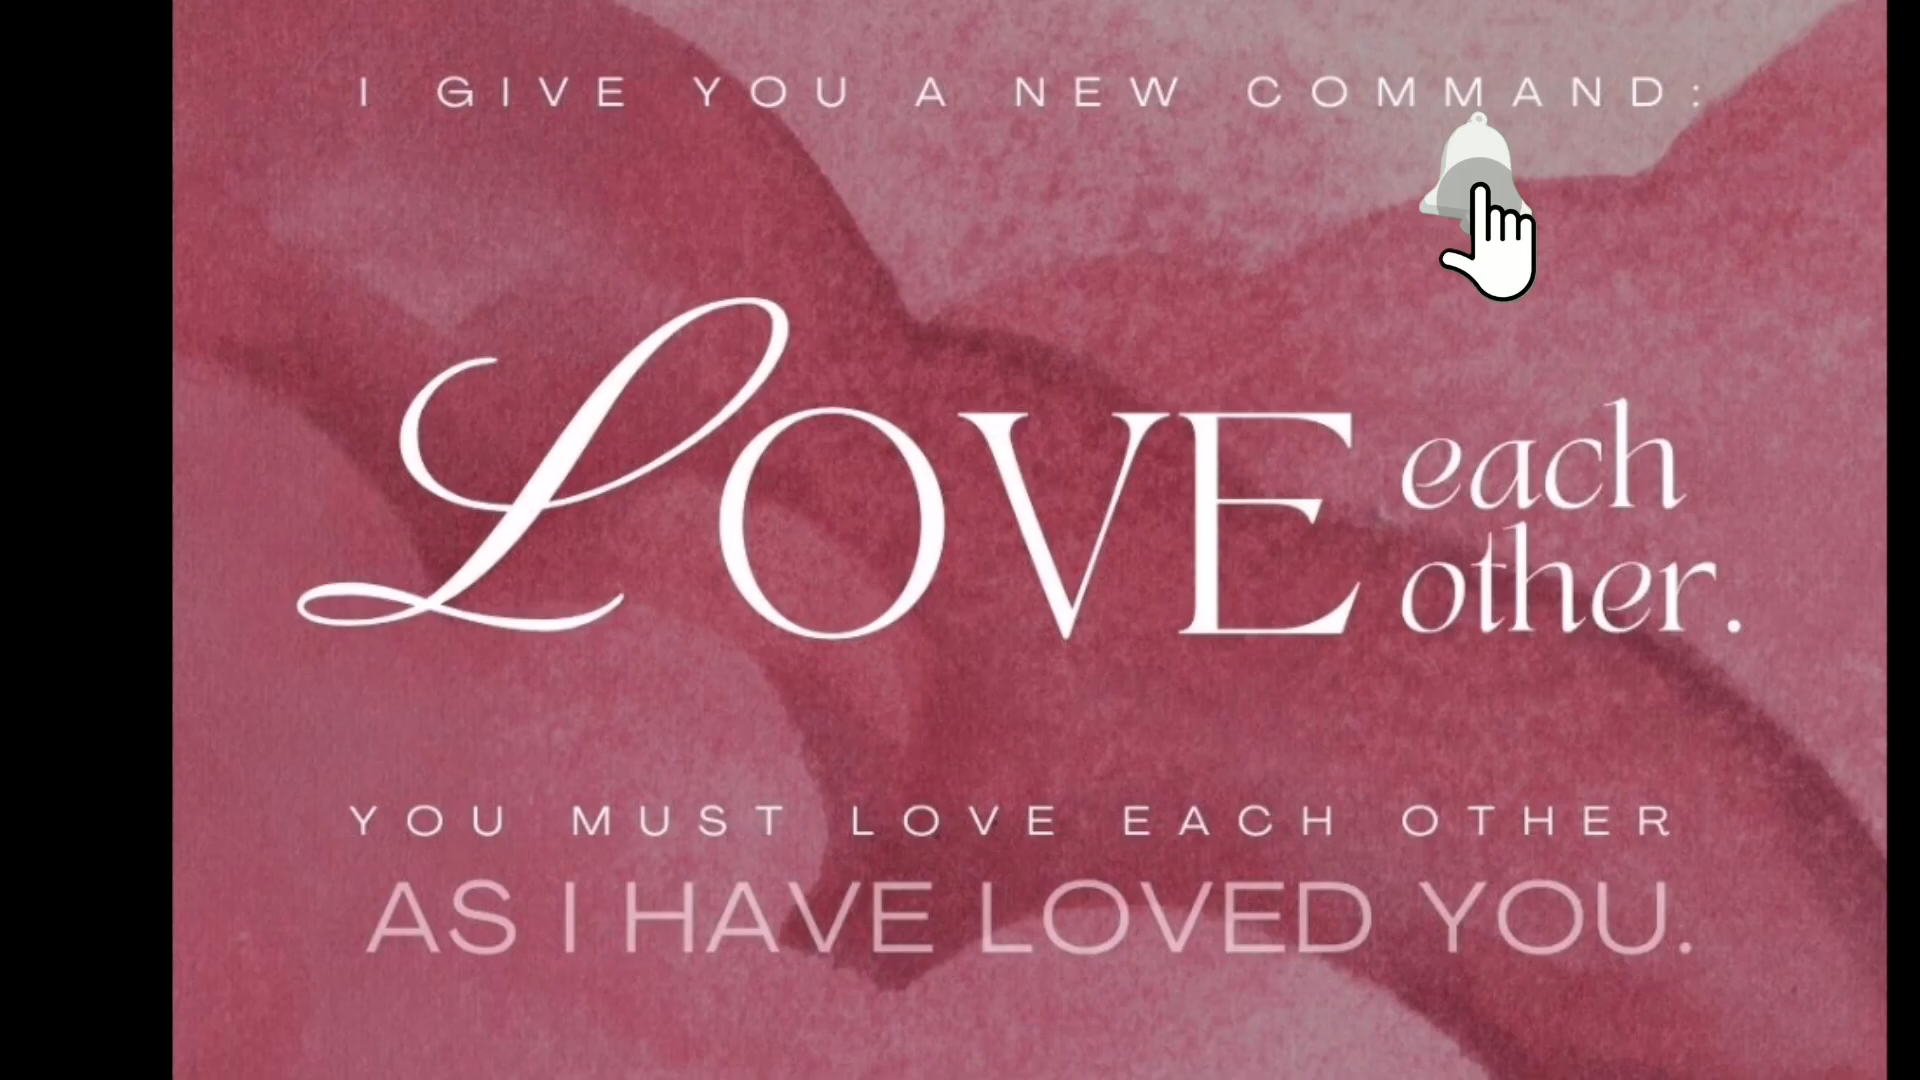 I GIVE YOU A NEW COMMAND:
LOVE each
other.
YOU MUST LOVE EACH OTHER
AS I HAVE LOVED YOU.